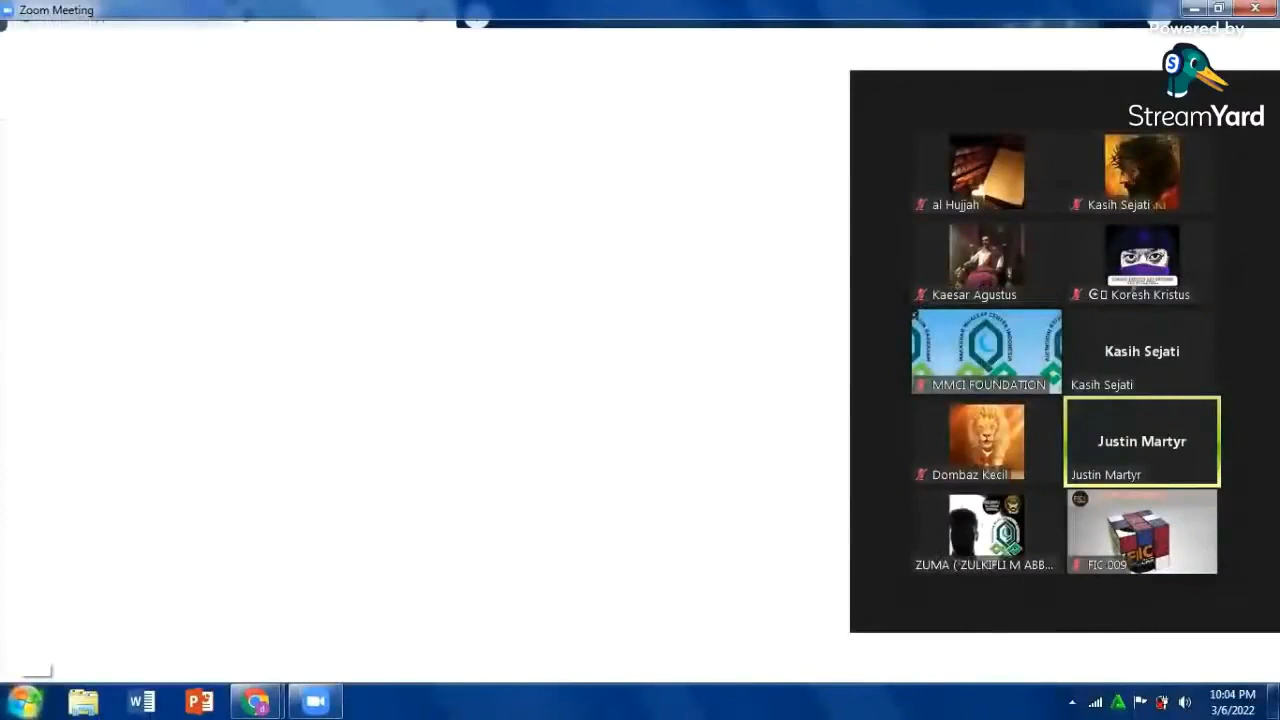 Zoom Meeting
Powered by
StreamYard
al Hujjah
Kasih Sejati
Kaesar Agustus
Koresh Kristus
MMCI FOUNDATION
Kasih Sejati
Kasih Sejati
Dombaz Kecil
Justin Martyr
Justin Martyr
ZUMA ( ZULKIFLI M ABB...
FIC 009
10:04 PM
3/6/2022